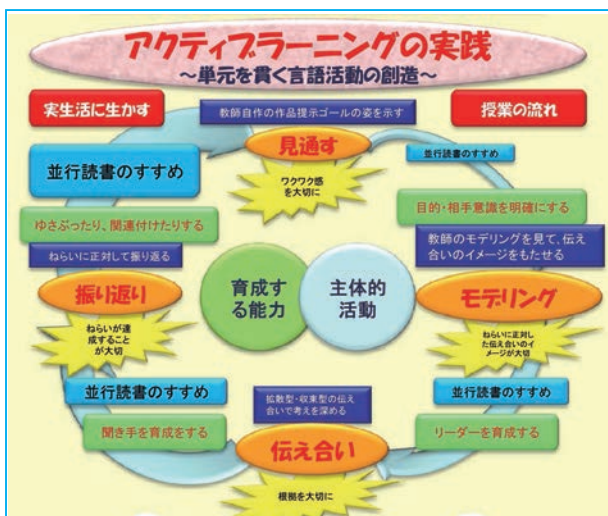 アクティブラーニングの実践
～単元を貫く言語活動の創造～
実生活に生かす
教師自作の作品提示ゴールの姿を示す
授業の流れ
見通す
ワクワク感
を大切に
並行読書のすすめ
並行読書のすすめ
ゆさぶったり、関連付けたりする
目的・相手意識を明確にする
ねらいに正対して振り返る
教師のモデリングを見て、伝え
合いのイメージをもたせる
振り返り
育成す
る能力
主体的
活動
モデリング
ねらいが達
成すること
が大切
ねらいに正対し
た伝え合いのイ
メージが大切
並行読書のすすめ
拡散型・収束型の伝え
合いで考えを深める
並行読書のすすめ
聞き手を育成をする
伝え合い
リーダーを育成する
根拠を大切に